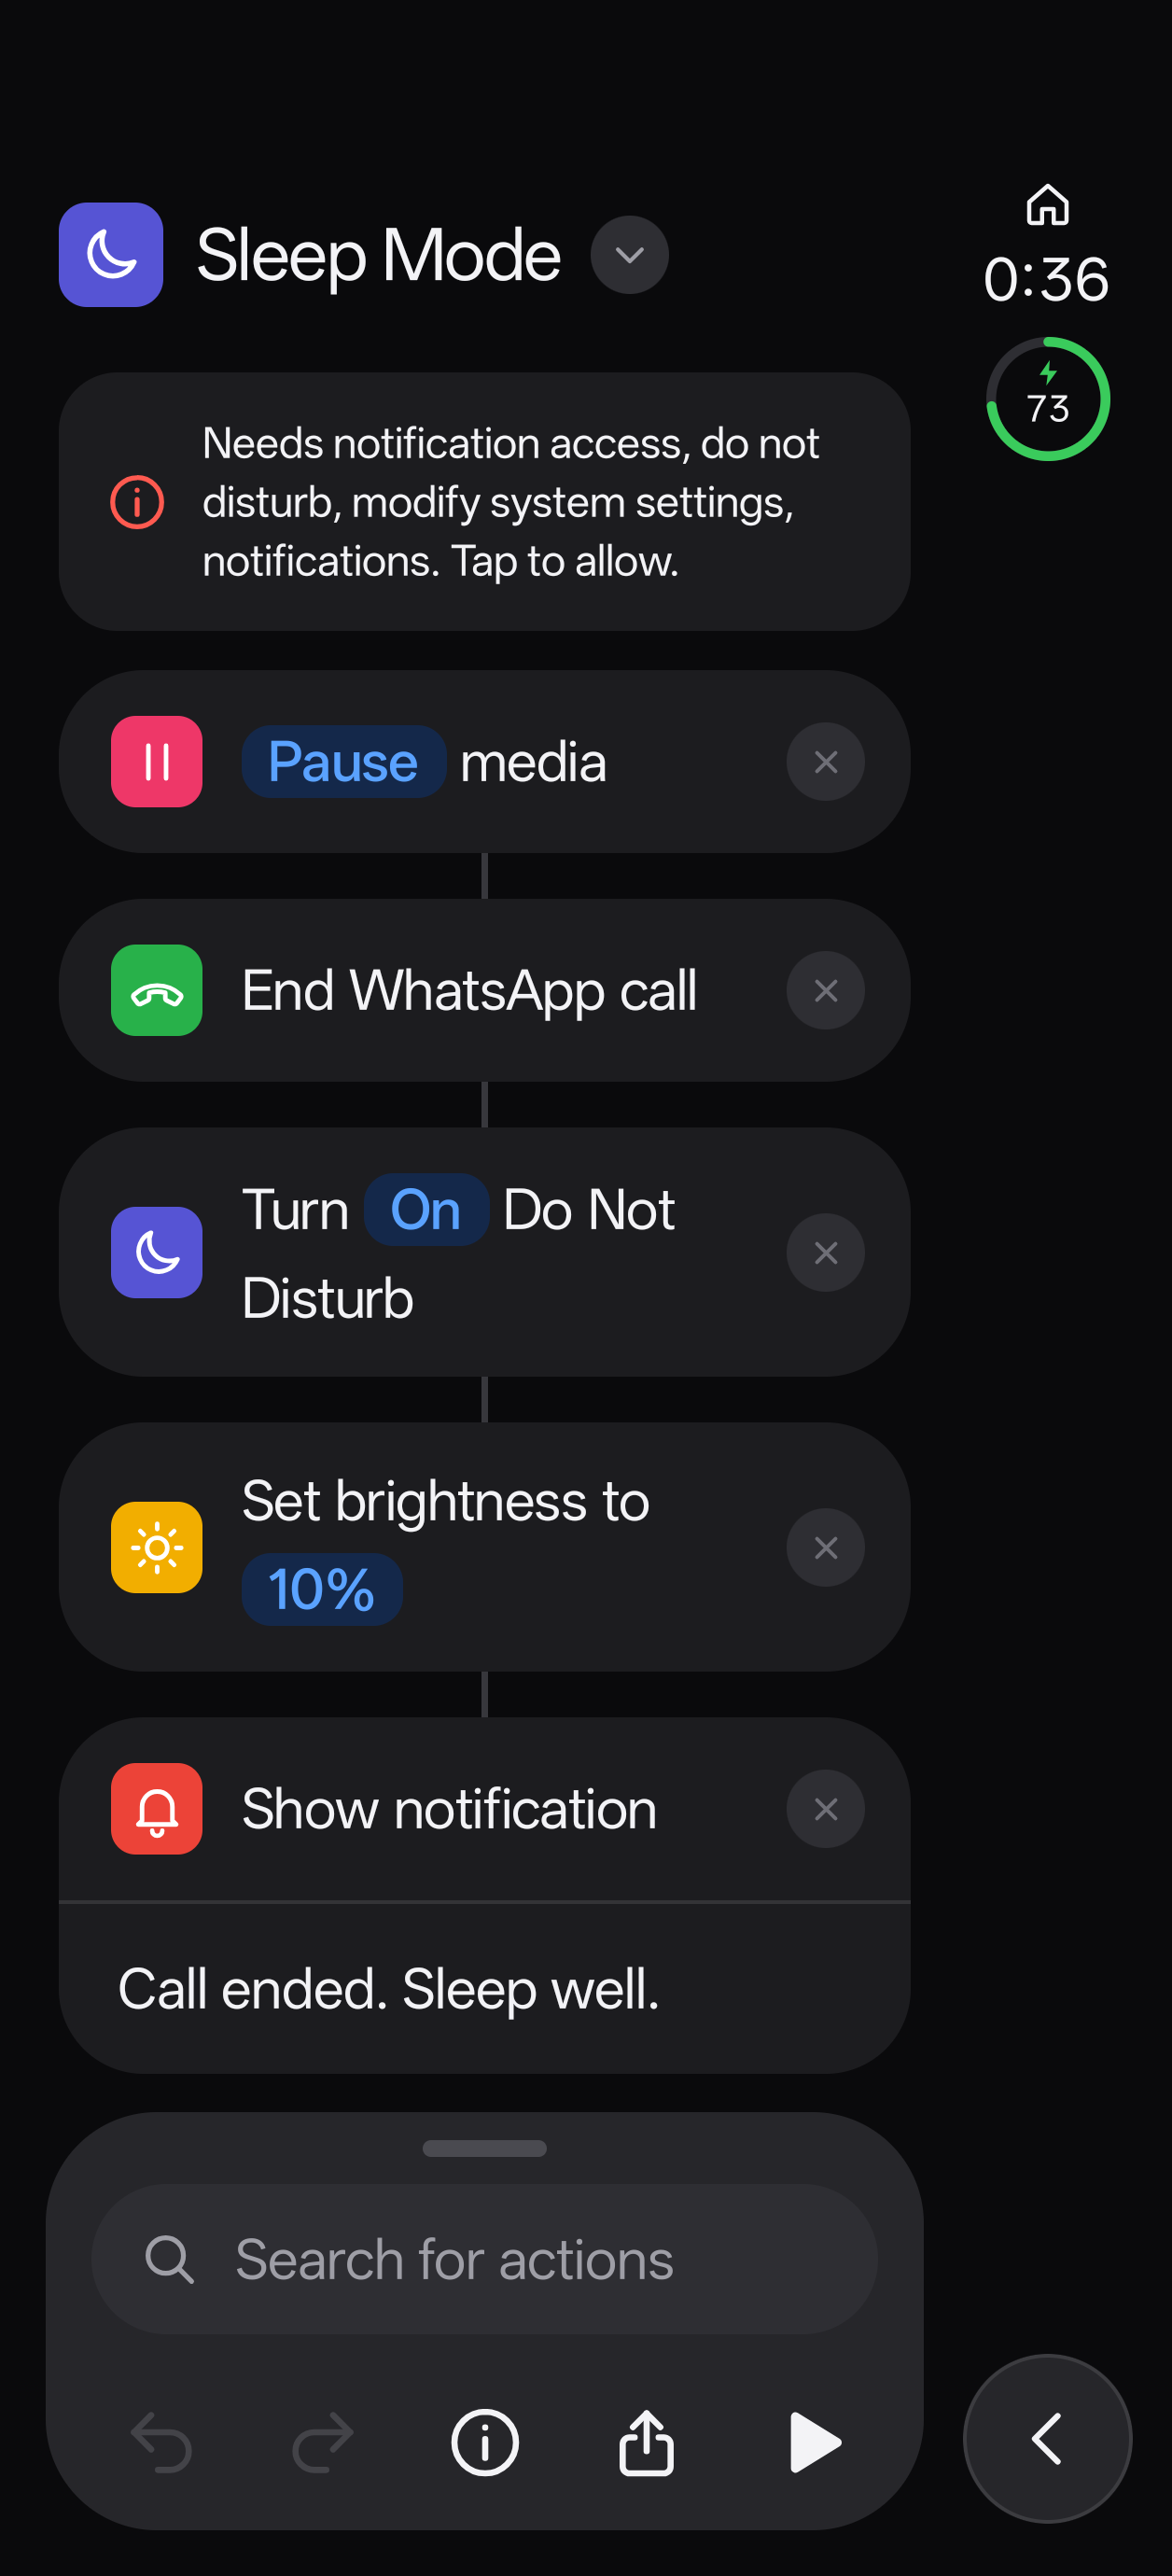 Sleep Mode
0:36
73
Needs notification access, do not
disturb, modify system settings,
notifications. Tap to allow.
Pause media
End WhatsApp call
Turn On Do Not
Disturb
Set brightness to
10%
Show notification
Call ended. Sleep well.
Search for actions